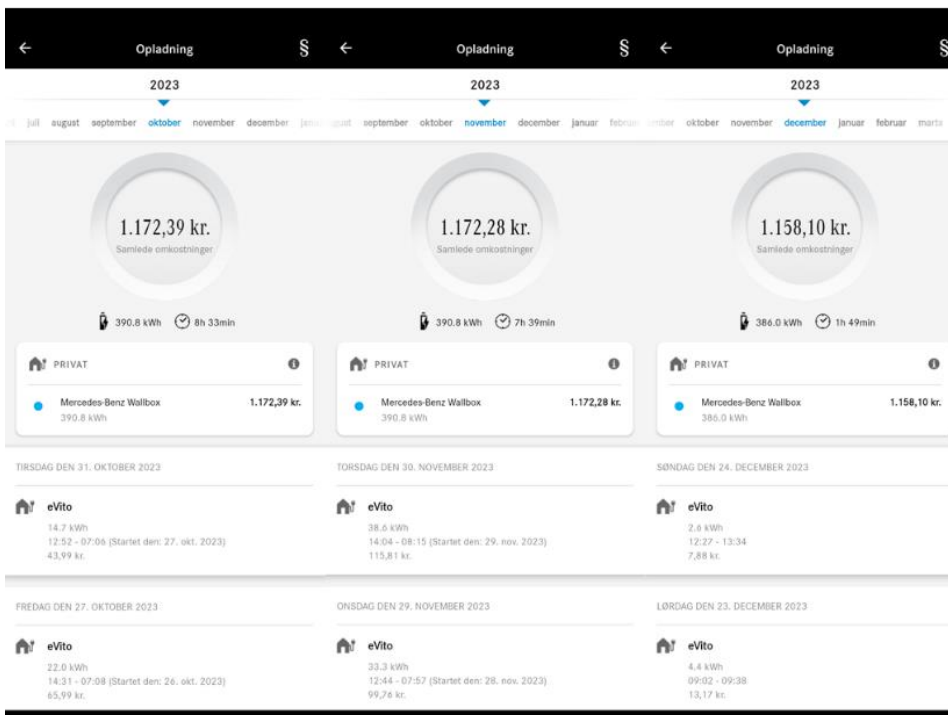 Opladning §
2023
juli august september oktober november december
1.172,39 kr.
Samlede omkostninger
390.8 kWh 8h 33min
PRIVAT
Mercedes-Benz Wallbox 1.172,39 kr.
390.8 kWh
TIRSDAG DEN 31. OKTOBER 2023
eVito
14.7 kWh
12:52 - 07:06 (Startet den: 27. okt. 2023)
43,99 kr.
FREDAG DEN 27. OKTOBER 2023
eVito
22.0 kWh
14:31 - 07:08 (Startet den: 26. okt. 2023)
65,99 kr.
Opladning §
2023
september oktober november december januar
1.172,28 kr.
Samlede omkostninger
390.8 kWh 7h 39min
PRIVAT
Mercedes-Benz Wallbox 1.172,28 kr.
390.8 kWh
TORSDAG DEN 30. NOVEMBER 2023
eVito
38.6 kWh
14:04 - 08:15 (Startet den: 29. nov. 2023)
115,81 kr.
ONSDAG DEN 29. NOVEMBER 2023
eVito
33.3 kWh
12:44 - 07:57 (Startet den: 28. nov. 2023)
99,76 kr.
Opladning §
2023
oktober november december januar februar marts
1.158,10 kr.
Samlede omkostninger
386.0 kWh 1h 49min
PRIVAT
Mercedes-Benz Wallbox 1.158,10 kr.
386.0 kWh
SØNDAG DEN 24. DECEMBER 2023
eVito
2.6 kWh
12:27 - 13:34
7,88 kr.
LØRDAG DEN 23. DECEMBER 2023
eVito
4.4 kWh
09:02 - 09:38
13,17 kr.